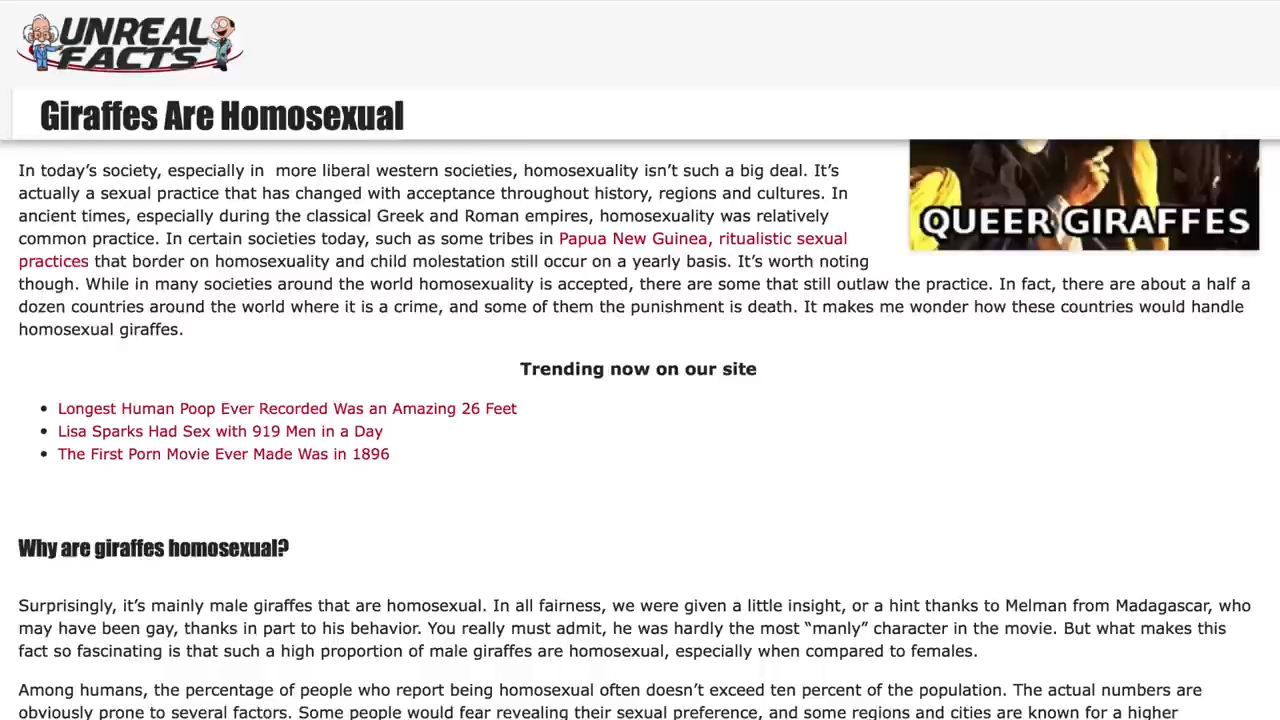 UNREAL
FACTS
Giraffes Are Homosexual
In today’s society, especially in  more liberal western societies, homosexuality isn’t such a big deal. It’s
actually a sexual practice that has changed with acceptance throughout history, regions and cultures. In
ancient times, especially during the classical Greek and Roman empires, homosexuality was relatively
common practice. In certain societies today, such as some tribes in Papua New Guinea, ritualistic sexual
practices that border on homosexuality and child molestation still occur on a yearly basis. It’s worth noting
though. While in many societies around the world homosexuality is accepted, there are some that still outlaw the practice. In fact, there are about a half a
dozen countries around the world where it is a crime, and some of them the punishment is death. It makes me wonder how these countries would handle
homosexual giraffes.
QUEER GIRAFFES
Trending now on our site
• Longest Human Poop Ever Recorded Was an Amazing 26 Feet
• Lisa Sparks Had Sex with 919 Men in a Day
• The First Porn Movie Ever Made Was in 1896
Why are giraffes homosexual?
Surprisingly, it’s mainly male giraffes that are homosexual. In all fairness, we were given a little insight, or a hint thanks to Melman from Madagascar, who
may have been gay, thanks in part to his behavior. You really must admit, he was hardly the most “manly” character in the movie. But what makes this
fact so fascinating is that such a high proportion of male giraffes are homosexual, especially when compared to females.
Among humans, the percentage of people who report being homosexual often doesn’t exceed ten percent of the population. The actual numbers are
obviously prone to several factors. Some people would fear revealing their sexual preference, and some regions and cities are known for a higher